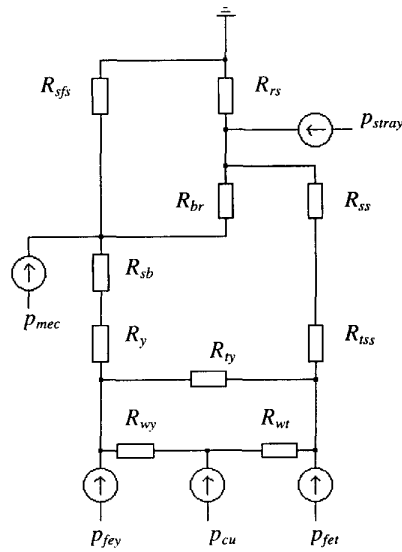 R_sfs
R_rs
p_stray
R_br
R_ss
R_sb
p_mec
R_y
R_ty
R_tss
R_wy
R_wt
p_fey
p_cu
p_fet